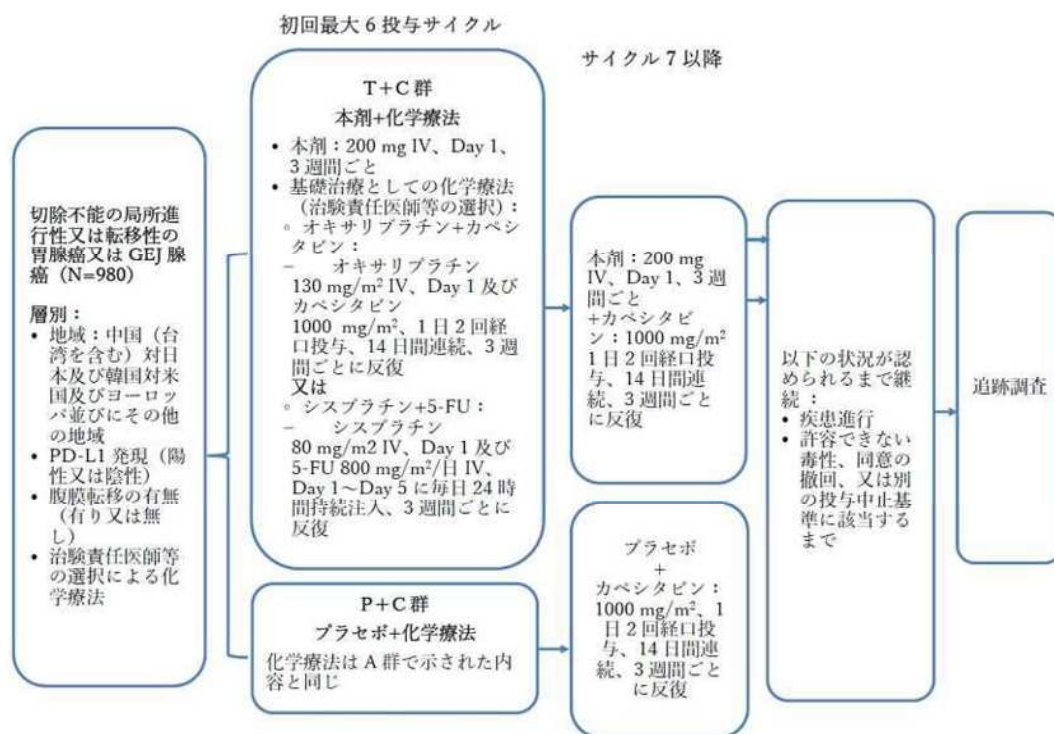 初回最大 6 投与サイクル
サイクル 7 以降
切除不能の局所進
行性又は転移性の
胃腺癌又は GEJ 腺
癌（N=980）
層別：
• 地域：中国（台
湾を含む）対日
本及び韓国対米
国及びヨーロッ
パ並びにその他
の地域
• PD-L1 発現（陽
性又は陰性）
• 腹膜転移の有無
（有り又は無
し）
• 治験責任医師等
の選択による化
学療法
T+C 群
本剤+化学療法
• 本剤：200 mg IV、Day 1、
3 週間ごと
• 基礎治療としての化学療法
（治験責任医師等の選択）：
○ オキサリプラチン+カペシ
タビン：
– オキサリプラチン
130 mg/m² IV、Day 1 及び
カペシタビン
1000 mg/m²、1 日 2 回経
口投与、14 日間連続、3 週
間ごとに反復
又は
○ シスプラチン+5-FU：
– シスプラチン
80 mg/m2 IV、Day 1 及び
5-FU 800 mg/m²/日 IV、
Day 1～Day 5 に毎日 24 時
間持続注入、3 週間ごとに
反復
P+C 群
プラセボ+化学療法
化学療法は A 群で示された内
容と同じ
本剤：200 mg
IV、Day 1、3 週
間ごと
+カペシタビ
ン：1000 mg/m²
1 日 2 回経口投
与、14 日間連
続、3 週間ごとに
に反復
プラセボ
+
カペシタビン：
1000 mg/m²、1
日 2 回経口投
与、14 日間連
続、3 週間ごと
に反復
以下の状況が認
められるまで継
続：
• 疾患進行
• 許容できない
毒性、同意の
撤回、又は別
の投与中止基
準に該当する
まで
追跡調査